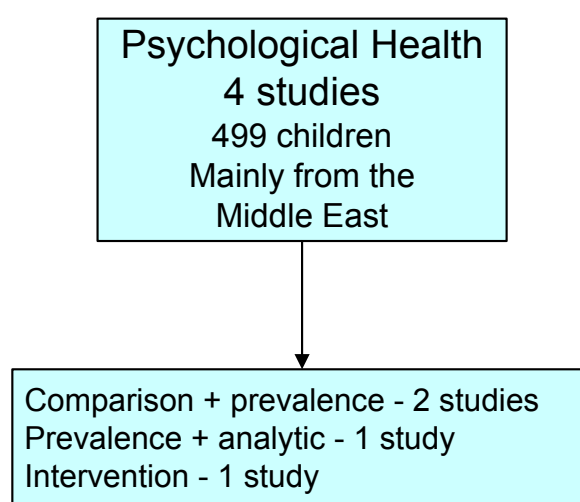 Psychological Health
4 studies
499 children
Mainly from the
Middle East
Comparison + prevalence - 2 studies
Prevalence + analytic - 1 study
Intervention - 1 study